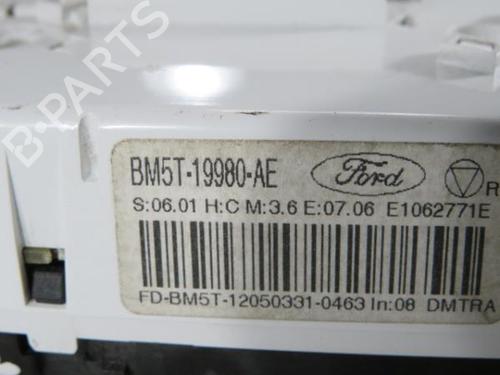 B-PARTS
BM5T-19980-AE Ford R
S:06.01 H:C M:3.6 E:07.06 E1062771E
FD-BM5T-12050331-0463 In:08 DMTRA